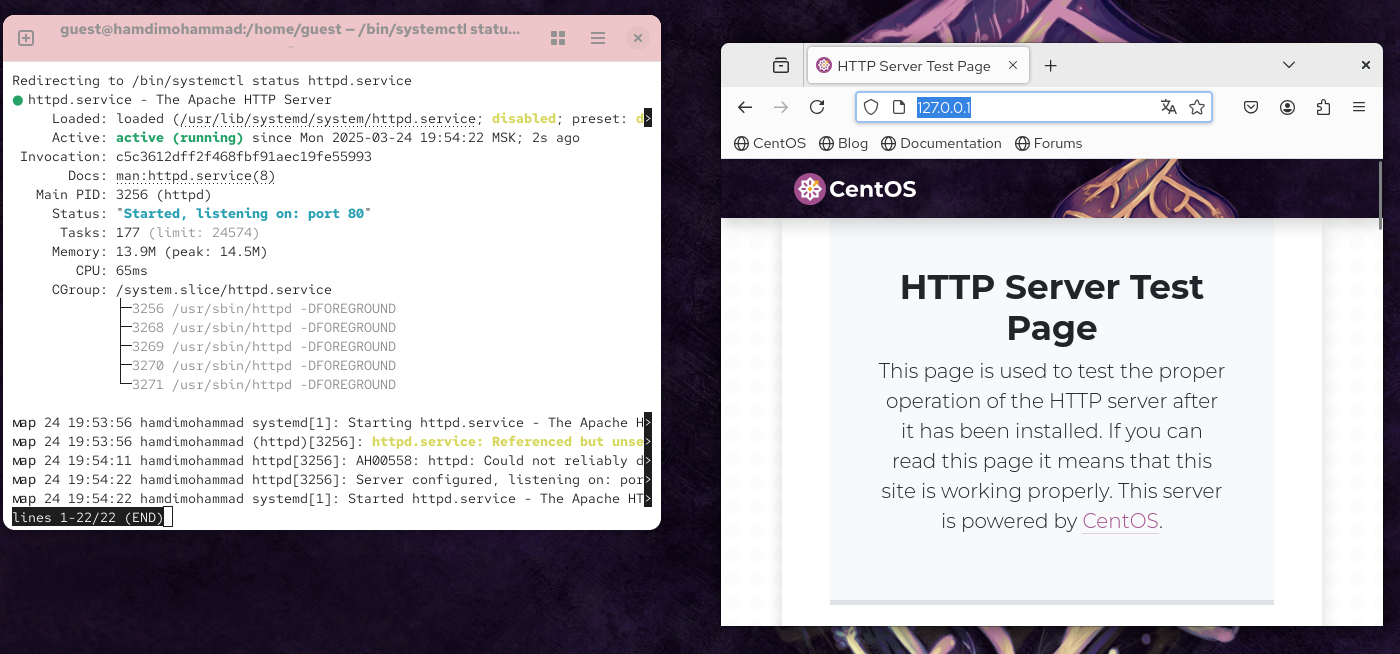 guest@hamdimohammad:/home/guest — /bin/systemctl statu...
~
Redirecting to /bin/systemctl status httpd.service
● httpd.service - The Apache HTTP Server
Loaded: loaded (/usr/lib/systemd/system/httpd.service; disabled; preset: d>
Active: active (running) since Mon 2025-03-24 19:54:22 MSK; 2s ago
Invocation: c5c3612dff2f468fbf91aec19fe55993
Docs: man:httpd.service(8)
Main PID: 3256 (httpd)
Status: "Started, listening on: port 80"
Tasks: 177 (limit: 24574)
Memory: 13.9M (peak: 14.5M)
CPU: 65ms
CGroup: /system.slice/httpd.service
├─3256 /usr/sbin/httpd -DFOREGROUND
├─3268 /usr/sbin/httpd -DFOREGROUND
├─3269 /usr/sbin/httpd -DFOREGROUND
├─3270 /usr/sbin/httpd -DFOREGROUND
└─3271 /usr/sbin/httpd -DFOREGROUND
мар 24 19:53:56 hamdimohammad systemd[1]: Starting httpd.service - The Apache H>
мар 24 19:53:56 hamdimohammad (httpd)[3256]: httpd.service: Referenced but unse>
мар 24 19:54:11 hamdimohammad httpd[3256]: AH00558: httpd: Could not reliably d>
мар 24 19:54:22 hamdimohammad httpd[3256]: Server configured, listening on: por>
мар 24 19:54:22 hamdimohammad systemd[1]: Started httpd.service - The Apache HT>
lines 1-22/22 (END)
HTTP Server Test Page
127.0.0.1
CentOS Blog Documentation Forums
CentOS
HTTP Server Test
Page
This page is used to test the proper
operation of the HTTP server after
it has been installed. If you can
read this page it means that this
site is working properly. This server
is powered by CentOS.